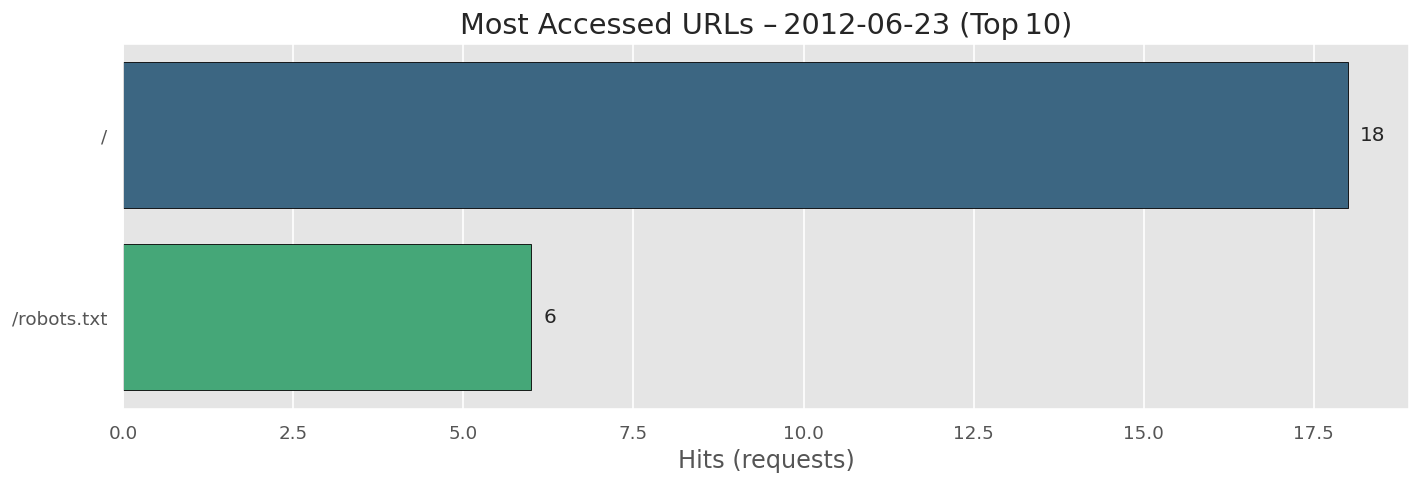 Most Accessed URLs – 2012-06-23 (Top 10)
/
18
/robots.txt
6
0.0 2.5 5.0 7.5 10.0 12.5 15.0 17.5
Hits (requests)